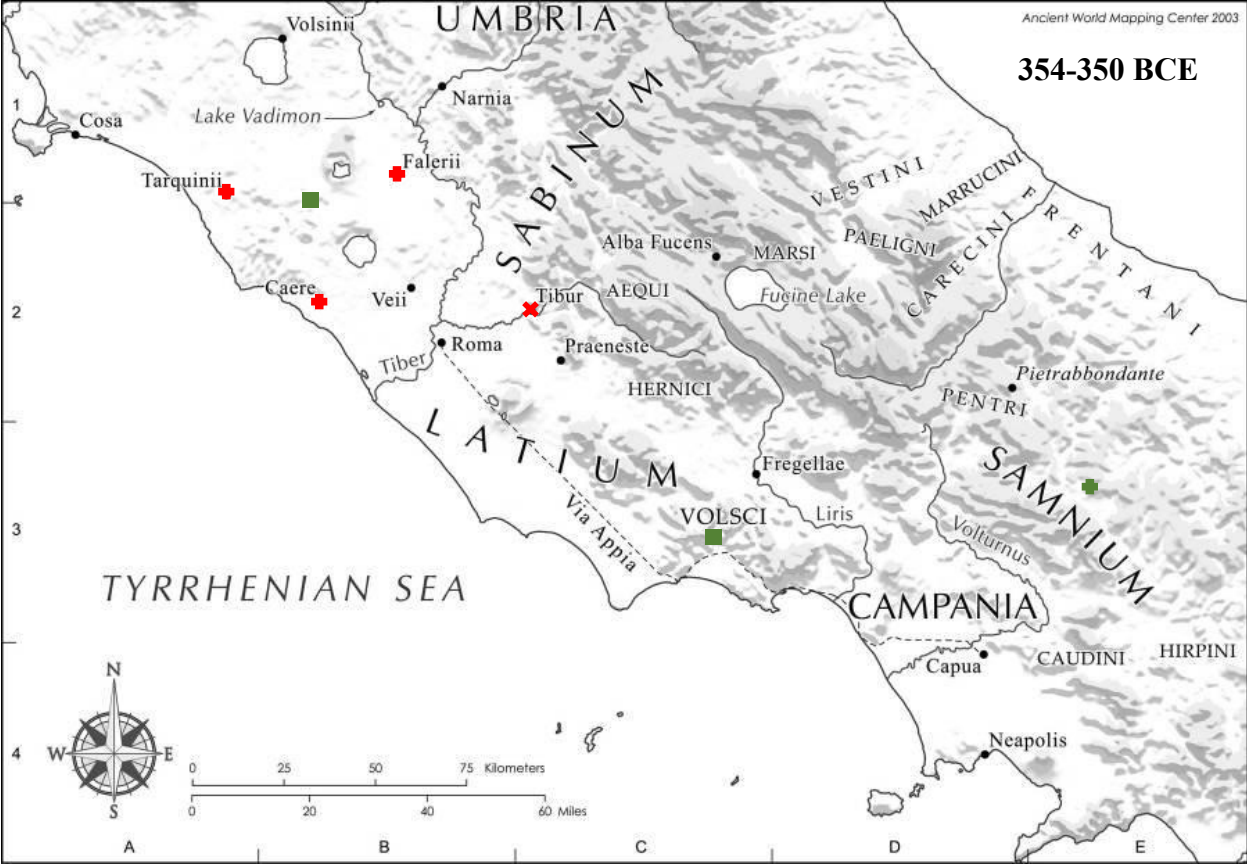 Ancient World Mapping Center 2003
354-350 BCE
UMBRIA
Volsinii
Narnia
Lake Vadimon
1
Cosa
SABINUM
Falerii
Tarquinii
VESTINI
MARRUCINI
FRENTANI
PAELIGNI
CARECINI
Alba Fucens
MARSI
Caere
Veii
Tibur
AEQUI
Fucine Lake
2
Roma
Praeneste
Tiber
HERNICI
Pietrabbondante
PENTRI
LATIUM
SAMNIUM
Fregellae
VOLSCI
Liris
Via Appia
Volturnus
3
TYRRHENIAN SEA
CAMPANIA
Capua
CAUDINI
HIRPINI
N
W E
S
4
Neapolis
0 25 50 75 Kilometers
0 20 40 60 Miles
A B C D E